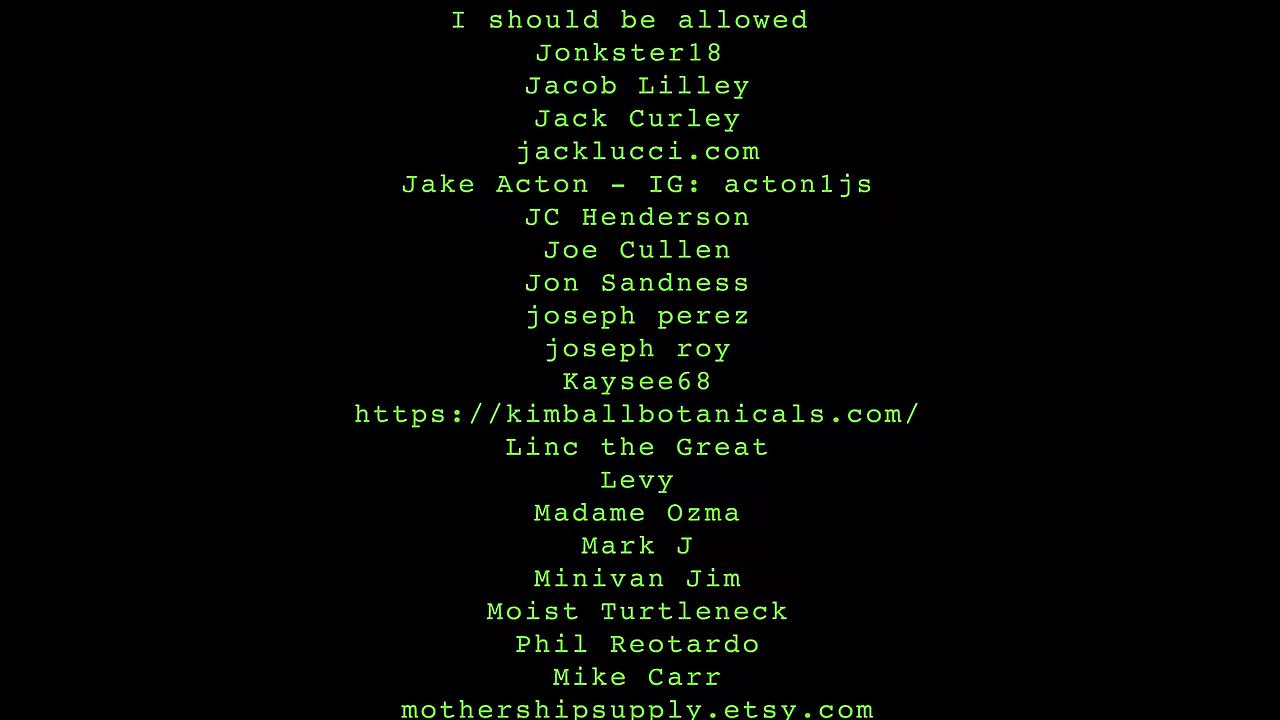 I should be allowed
Jonkster18
Jacob Lilley
Jack Curley
jacklucci.com
Jake Acton - IG: acton1js
JC Henderson
Joe Cullen
Jon Sandness
joseph perez
joseph roy
Kaysee68
https://kimballbotanicals.com/
Linc the Great
Levy
Madame Ozma
Mark J
Minivan Jim
Moist Turtleneck
Phil Reotardo
Mike Carr
mothershipsupply.etsy.com